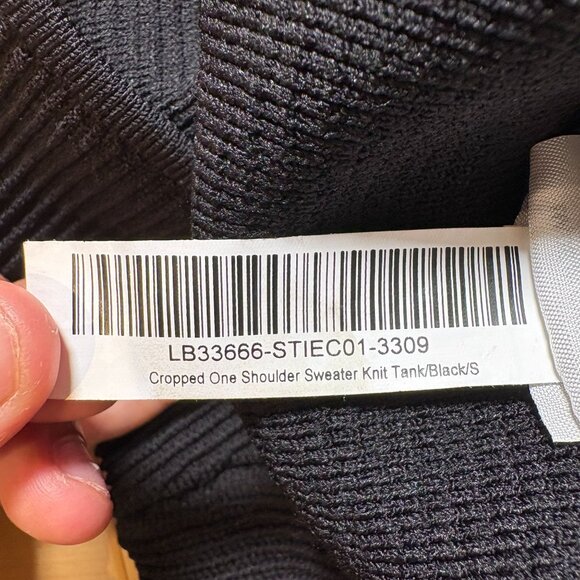 LB33666-STIEC01-3309
Cropped One Shoulder Sweater Knit Tank/Black/S